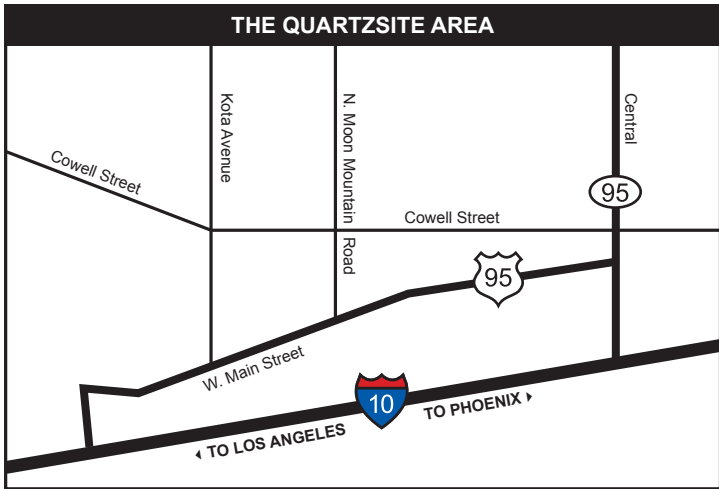 THE QUARTZSITE AREA
Kota Avenue
N. Moon Mountain Road
Central
Cowell Street
95
Cowell Street
95
W. Main Street
10
TO PHOENIX
TO LOS ANGELES